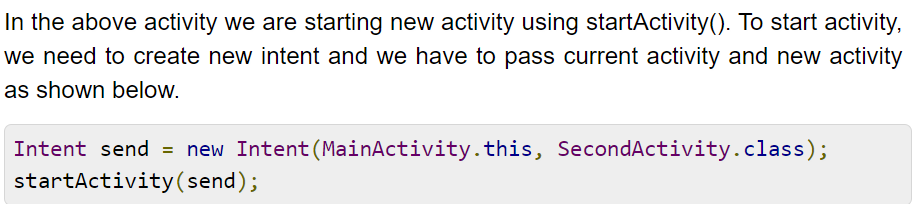 In the above activity we are starting new activity using startActivity(). To start activity,
we need to create new intent and we have to pass current activity and new activity
as shown below.
Intent send = new Intent(MainActivity.this, SecondActivity.class);
startActivity(send);